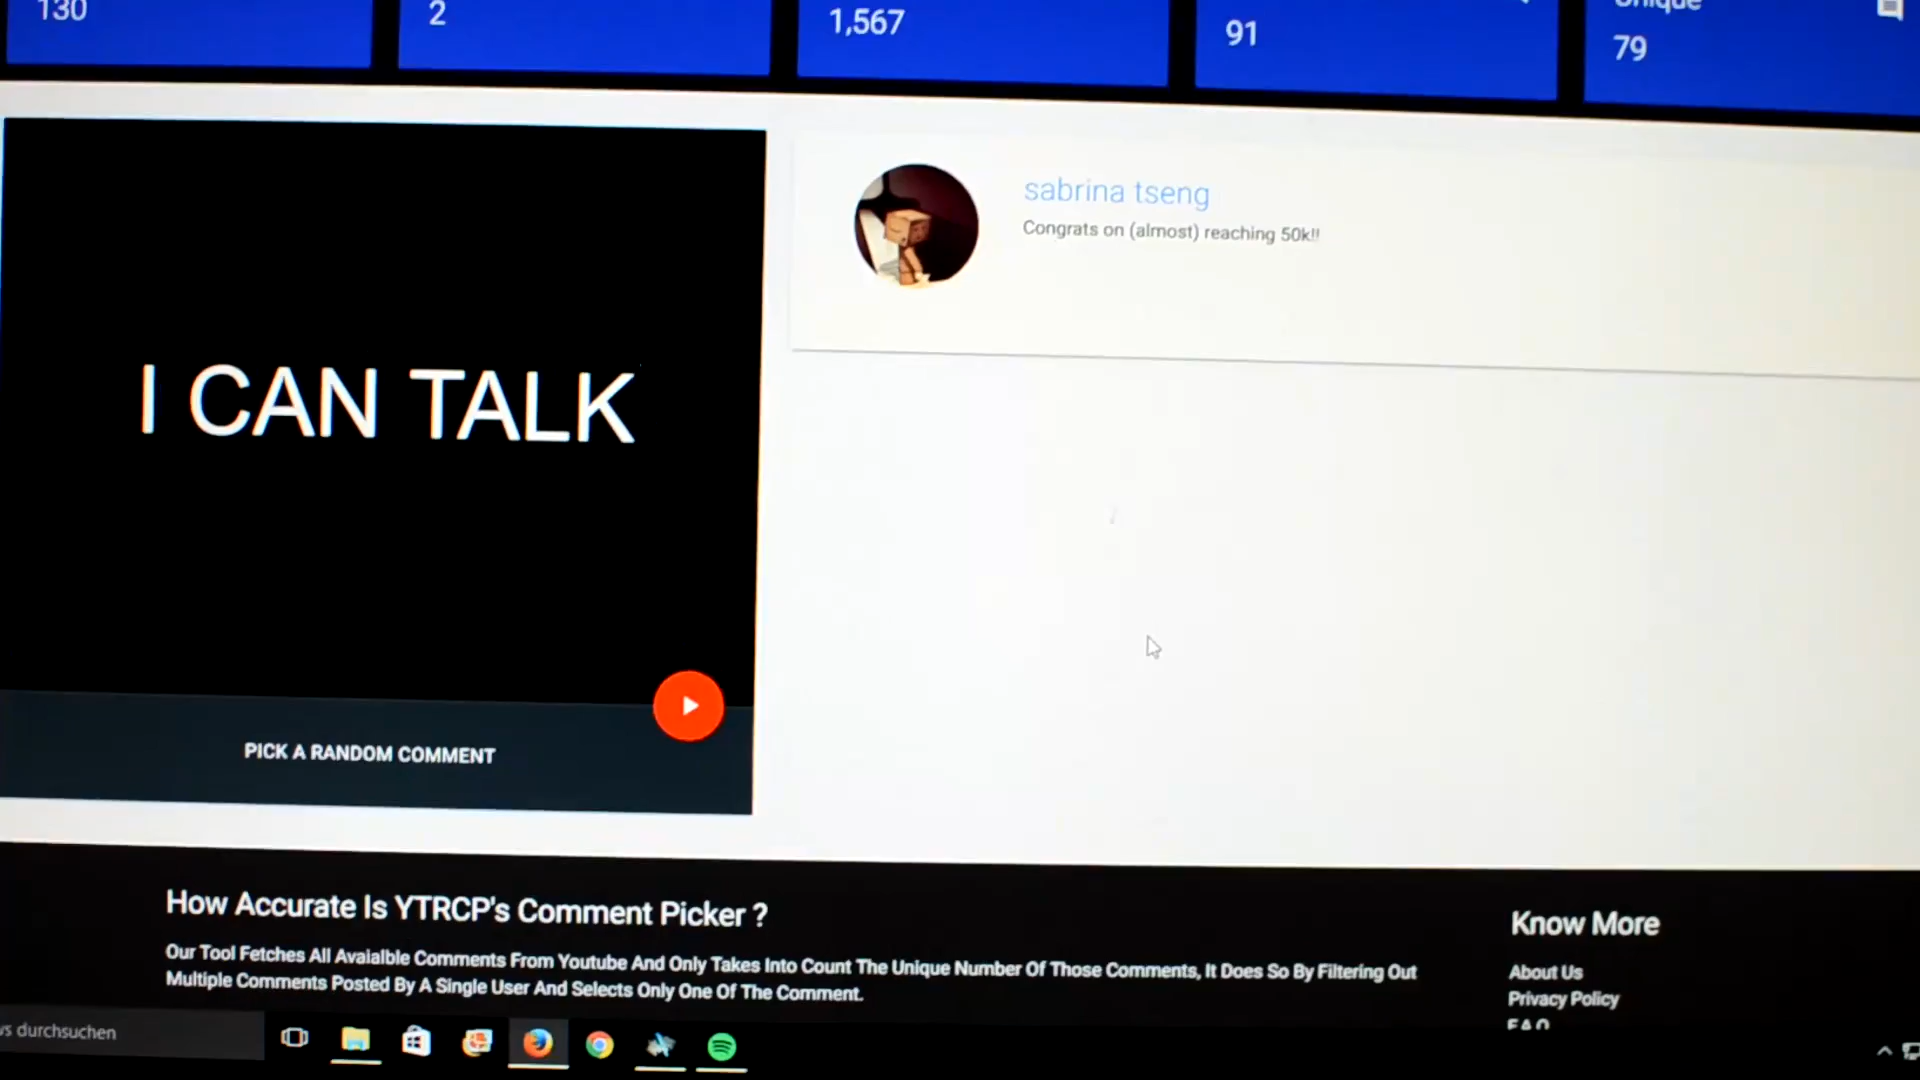 130
2
1,567
91
Unique
79
sabrina tseng
Congrats on (almost) reaching 50k!!
I CAN TALK
PICK A RANDOM COMMENT
How Accurate Is YTRCP's Comment Picker ?
Our Tool Fetches All Avaialble Comments From Youtube And Only Takes Into Count The Unique Number Of Those Comments, It Does So By Filtering Out
Multiple Comments Posted By A Single User And Selects Only One Of The Comment.
Know More
About Us
Privacy Policy
F.A.Q
vs durchsuchen